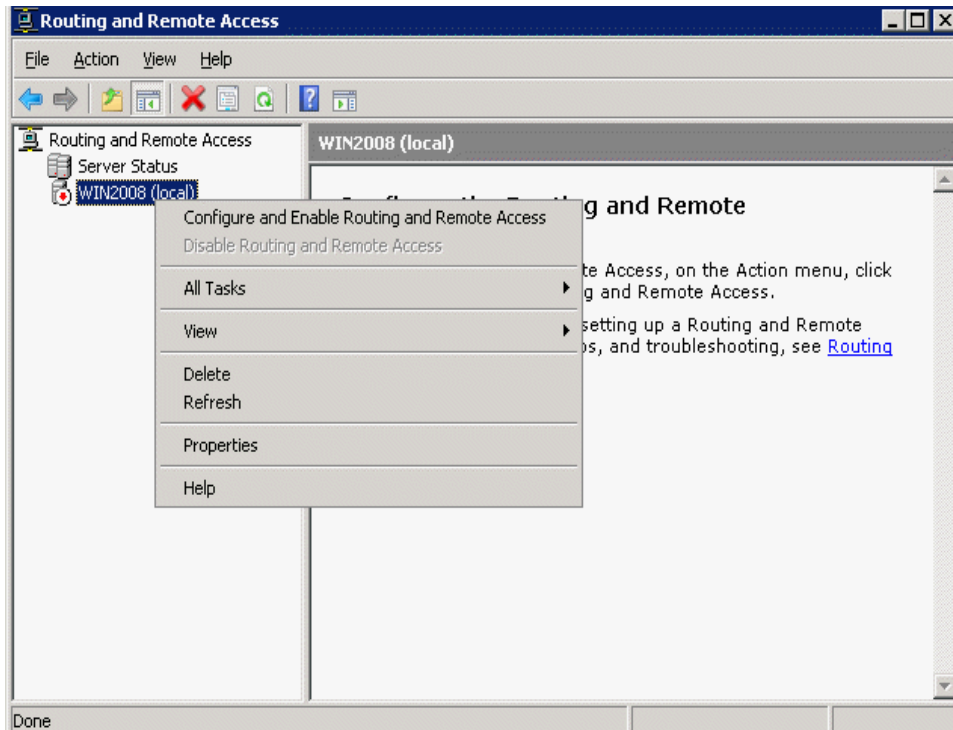 Routing and Remote Access
File Action View Help
Routing and Remote Access
Server Status
WIN2008 (local)
WIN2008 (local)
g and Remote
te Access, on the Action menu, click
g and Remote Access.
setting up a Routing and Remote
os, and troubleshooting, see Routing
Configure and Enable Routing and Remote Access
Disable Routing and Remote Access
All Tasks
View
Delete
Refresh
Properties
Help
Done